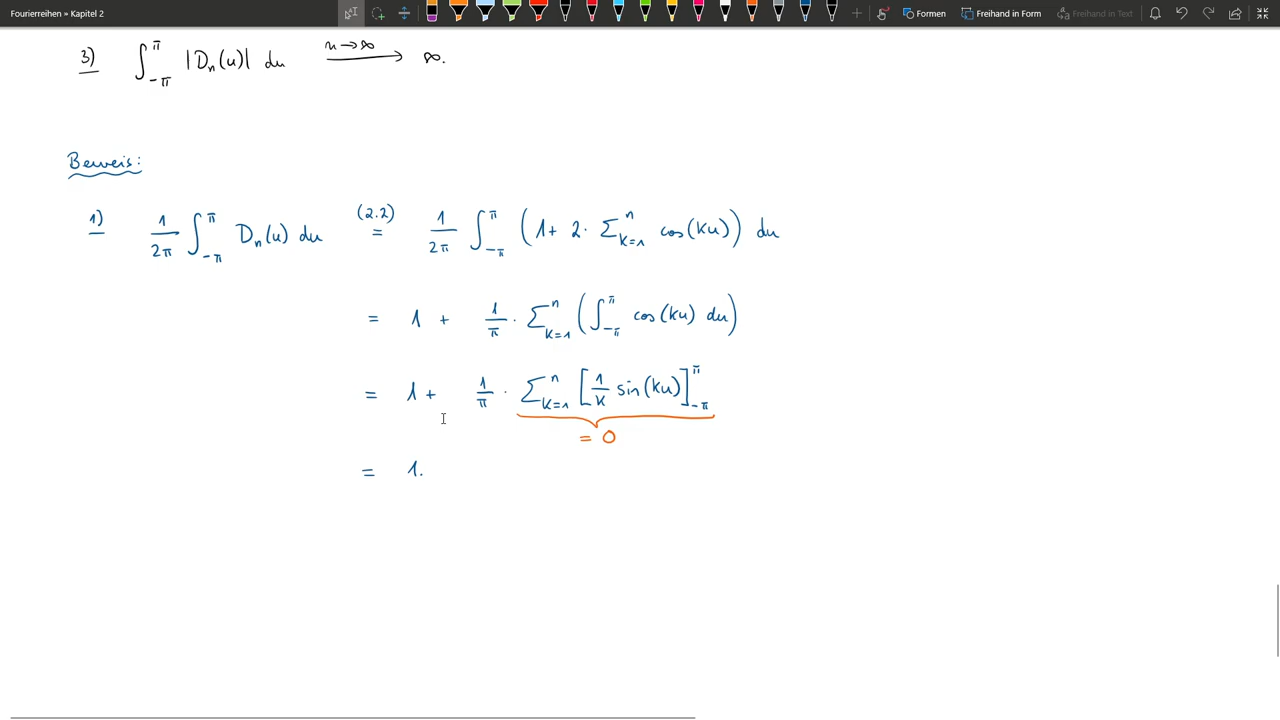 Fourierreihen » Kapitel 2 Formen Freihand in Form Freihand in Text
3) ∫_{-π}^{π} |D_n(u)| du →^{n→∞} ∞.
Beweis:
1) 1/2π ∫_{-π}^{π} D_n(u) du =^{(2.2)} 1/2π ∫_{-π}^{π} (1 + 2 · Σ_{k=1}^{n} cos(ku)) du
= 1 + 1/π · Σ_{k=1}^{n} (∫_{-π}^{π} cos(ku) du)
= 1 + 1/π · Σ_{k=1}^{n} [1/k sin(ku)]_{-π}^{π}
= 0
= 1.